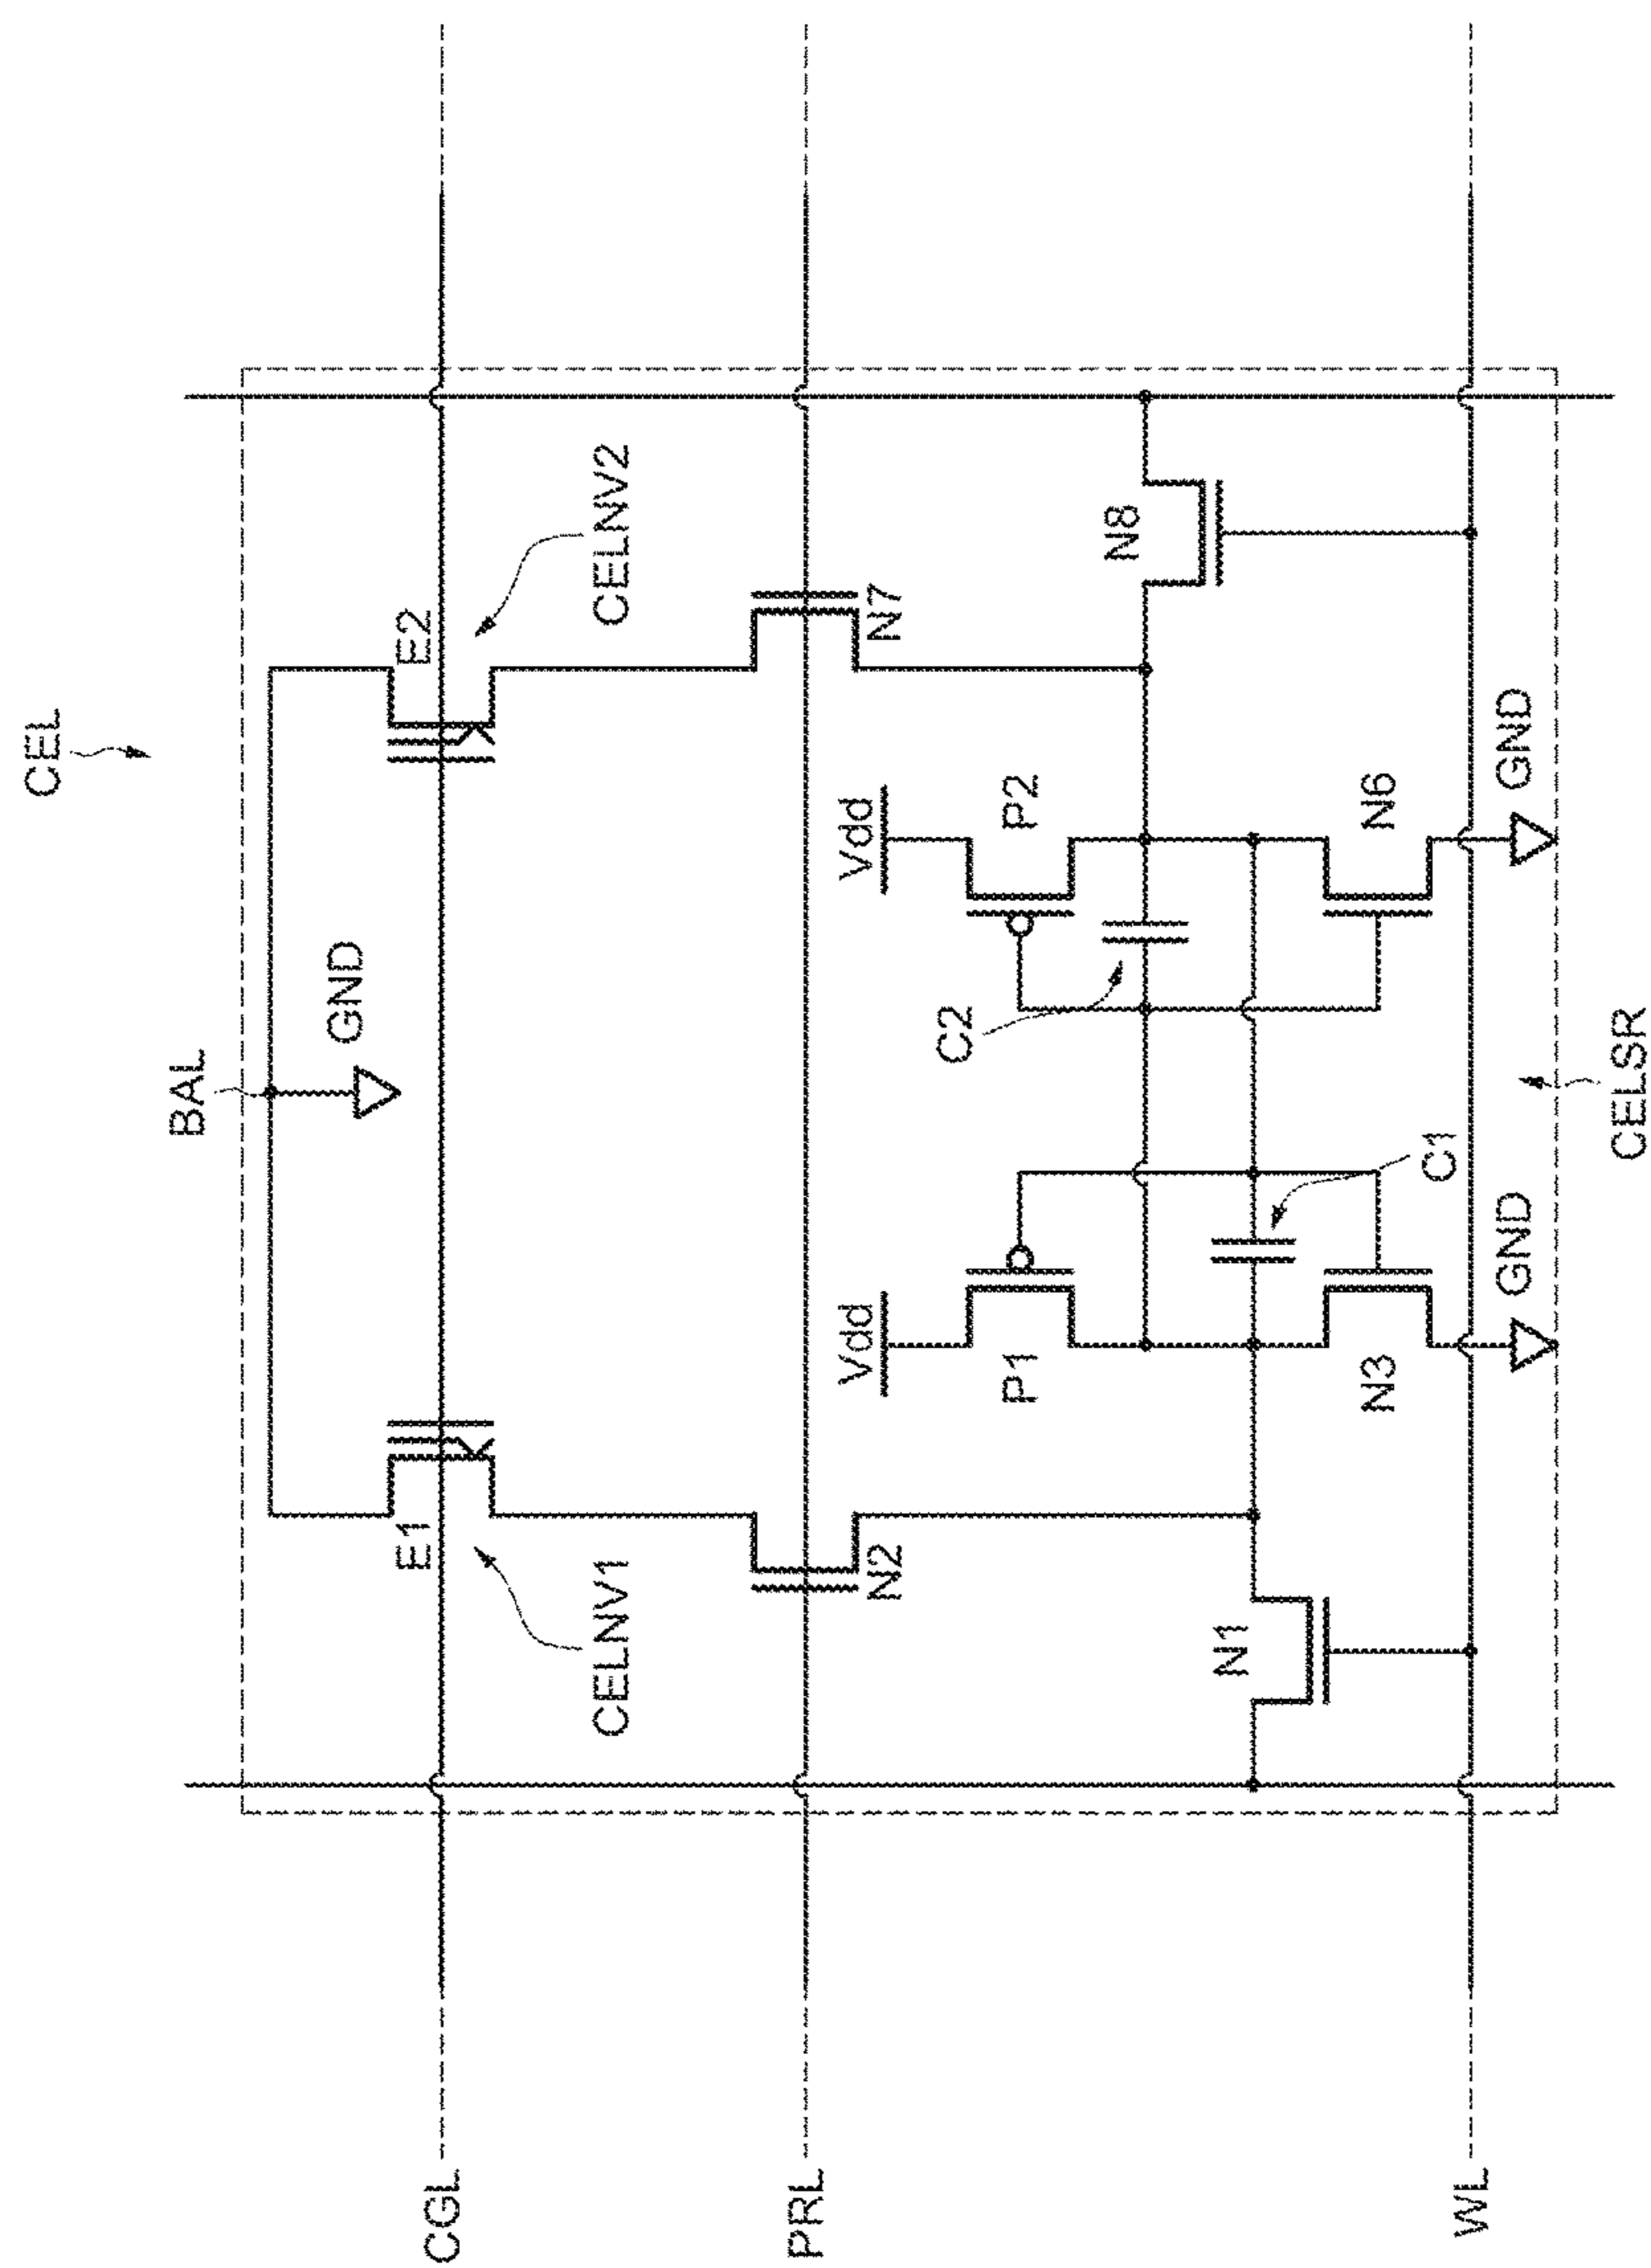 CEL
BAL
GND
E1
E2
CGL
CELNV1
CELNV2
PRL
Vdd
Vdd
N2
N7
C2
P1
P2
N8
N1
N3
N6
C1
WL
GND
GND
CELSR